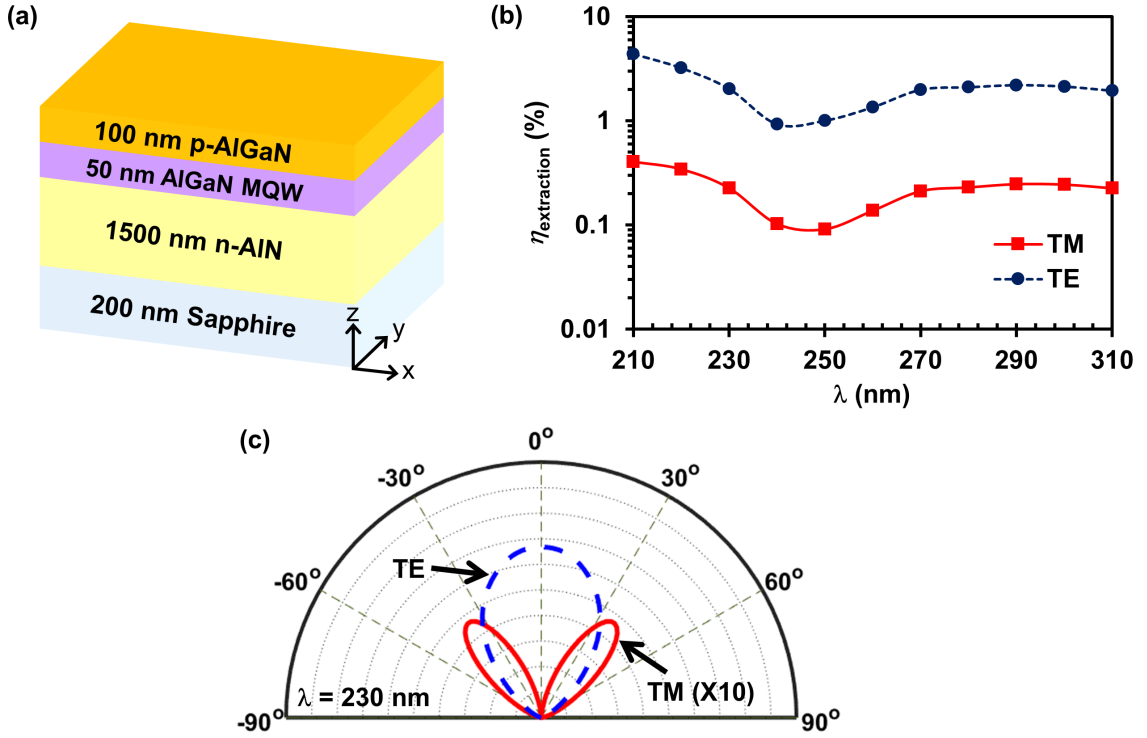 (a)
100 nm p-AlGaN
50 nm AlGaN MQW
1500 nm n-AlN
200 nm Sapphire
z
y
x
(b)
10
1
0.1
0.01
ηextraction (%)
TM
TE
210 230 250 270 290 310
λ (nm)
(c)
0°
-30° 30°
-60° 60°
TE
TM (X10)
λ = 230 nm
-90° 90°